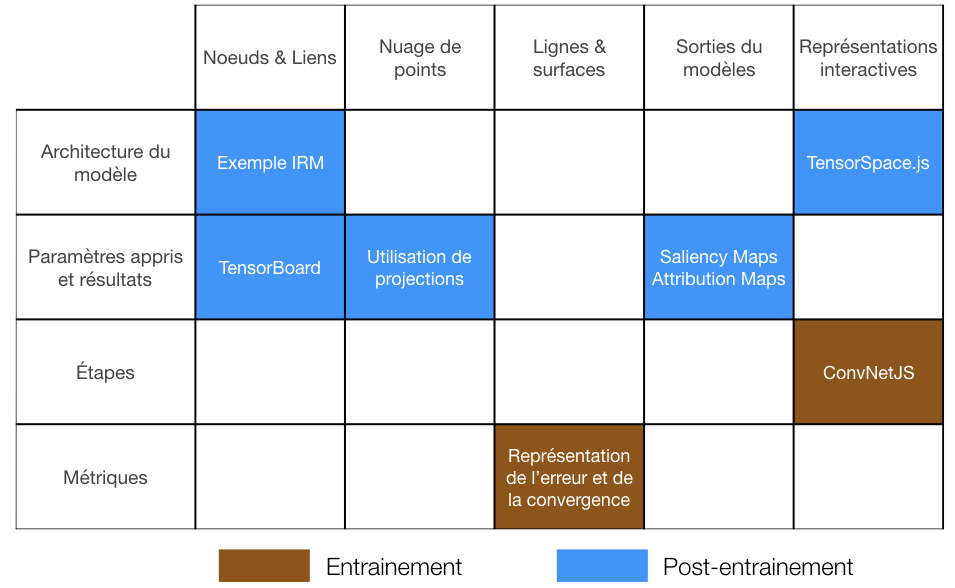 Noeuds & Liens
Nuage de
points
Lignes &
surfaces
Sorties du
modèles
Représentations
interactives
Architecture du
modèle
Exemple IRM
TensorSpace.js
Paramètres appris
et résultats
TensorBoard
Utilisation de
projections
Saliency Maps
Attribution Maps
Étapes
ConvNetJS
Métriques
Représentation
de l'erreur et de
la convergence
Entrainement
Post-entrainement